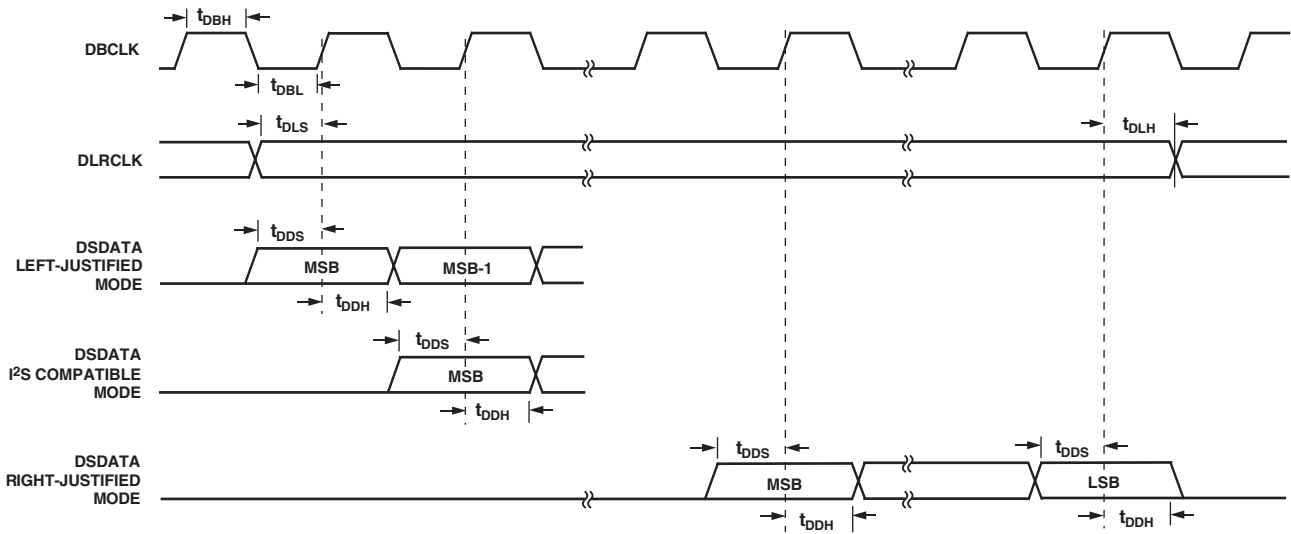 tDBH
DBCLK
tDBL
tDLS
tDLH
DLRCLK
DSDATA
LEFT-JUSTIFIED
MODE
tDDS
MSB
MSB-1
tDDH
DSDATA
I²S COMPATIBLE
MODE
tDDS
MSB
tDDH
DSDATA
RIGHT-JUSTIFIED
MODE
tDDS
tDDS
MSB
LSB
tDDH
tDDH